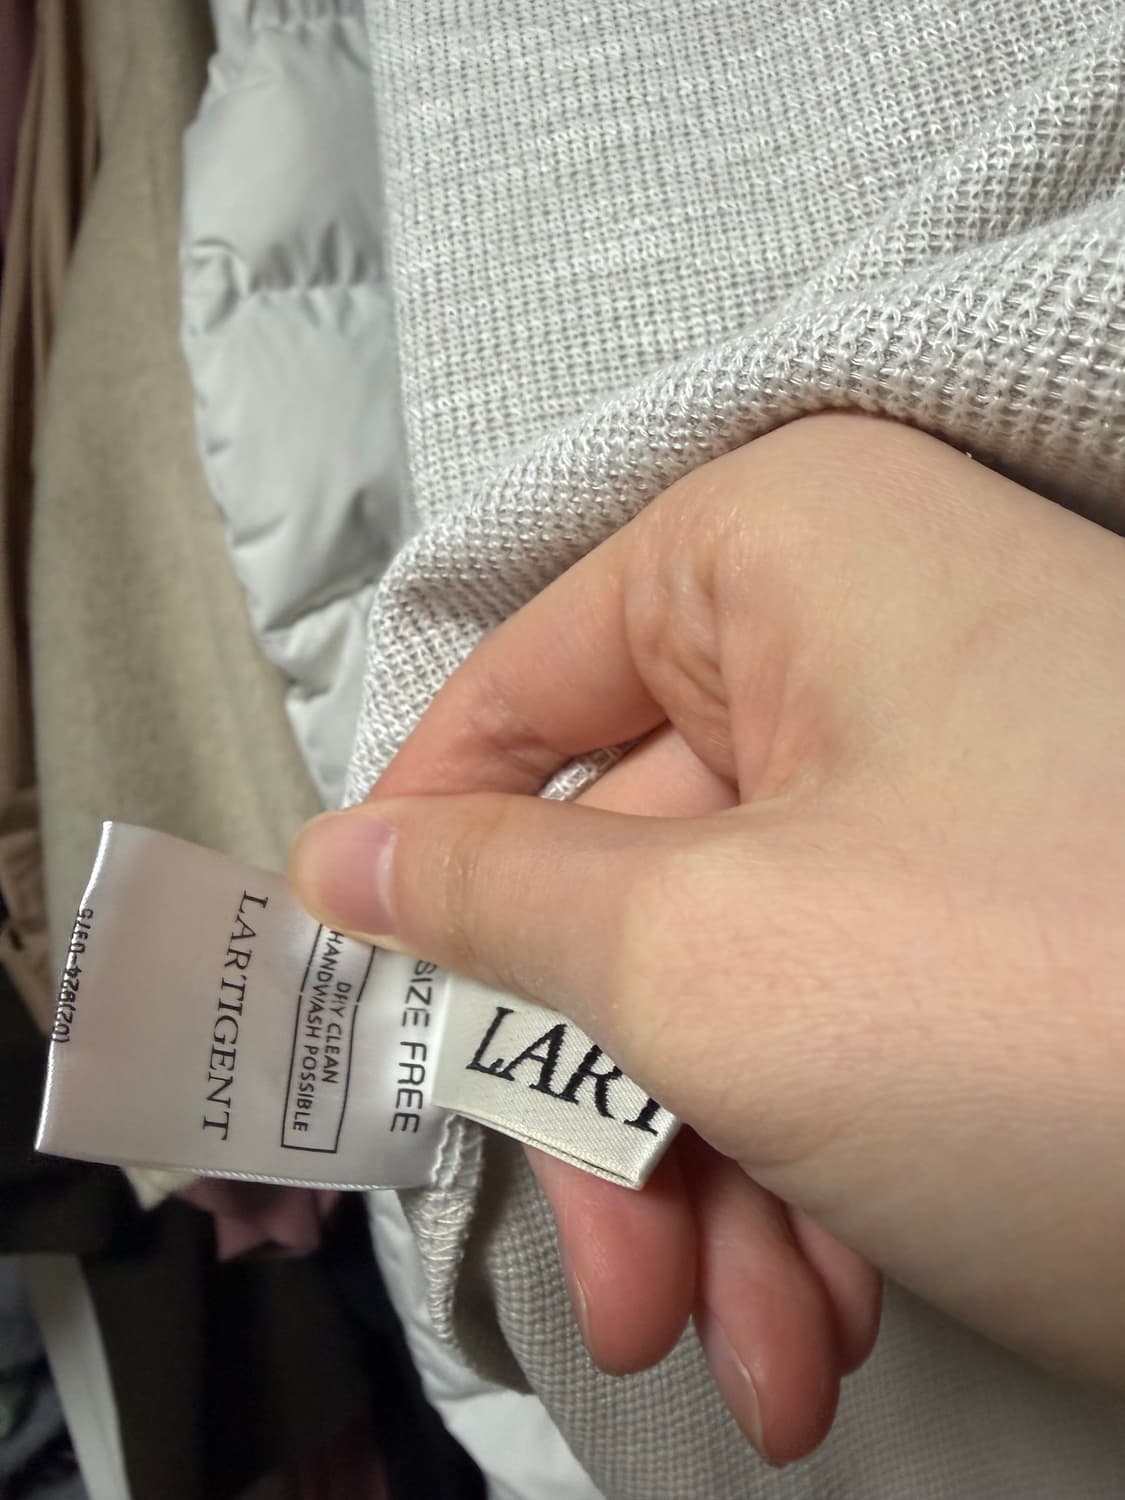 LART
SIZE FREE
DRY CLEAN
HANDWASH POSSIBLE
LARTIGENT